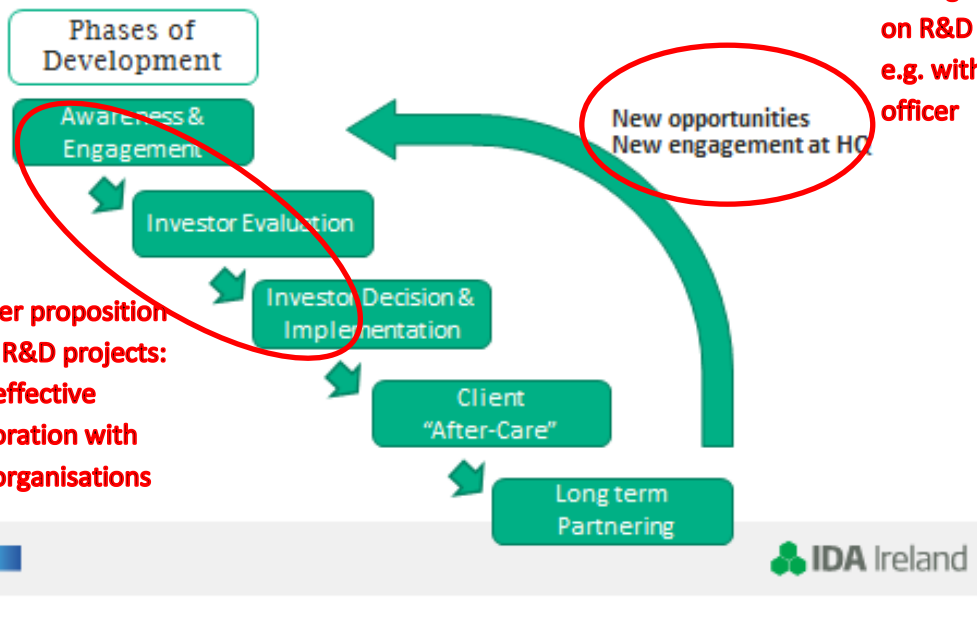 Phases of
Development
on R&D
e.g. with
officer
Awareness &
Engagement
New opportunities
New engagement at HQ
Investor Evaluation
Investor Decision &
Implementation
er proposition
R&D projects:
effective
oration with
organisations
Client
"After-Care"
Long term
Partnering
IDA Ireland